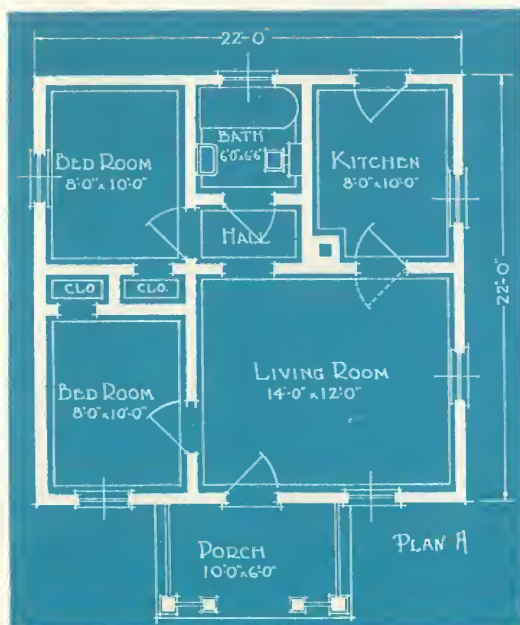 22'-0"
BATH
6'0"x6'6"
BED ROOM
8'-0"x10'-0"
KITCHEN
8'-0"x10'-0"
HALL
22'-0"
CLO
CLO.
LIVING ROOM
14'-0"x12'-0"
BED ROOM
8'-0"x10'-0"
PLAN A
PORCH
10'-0"x6'-0"